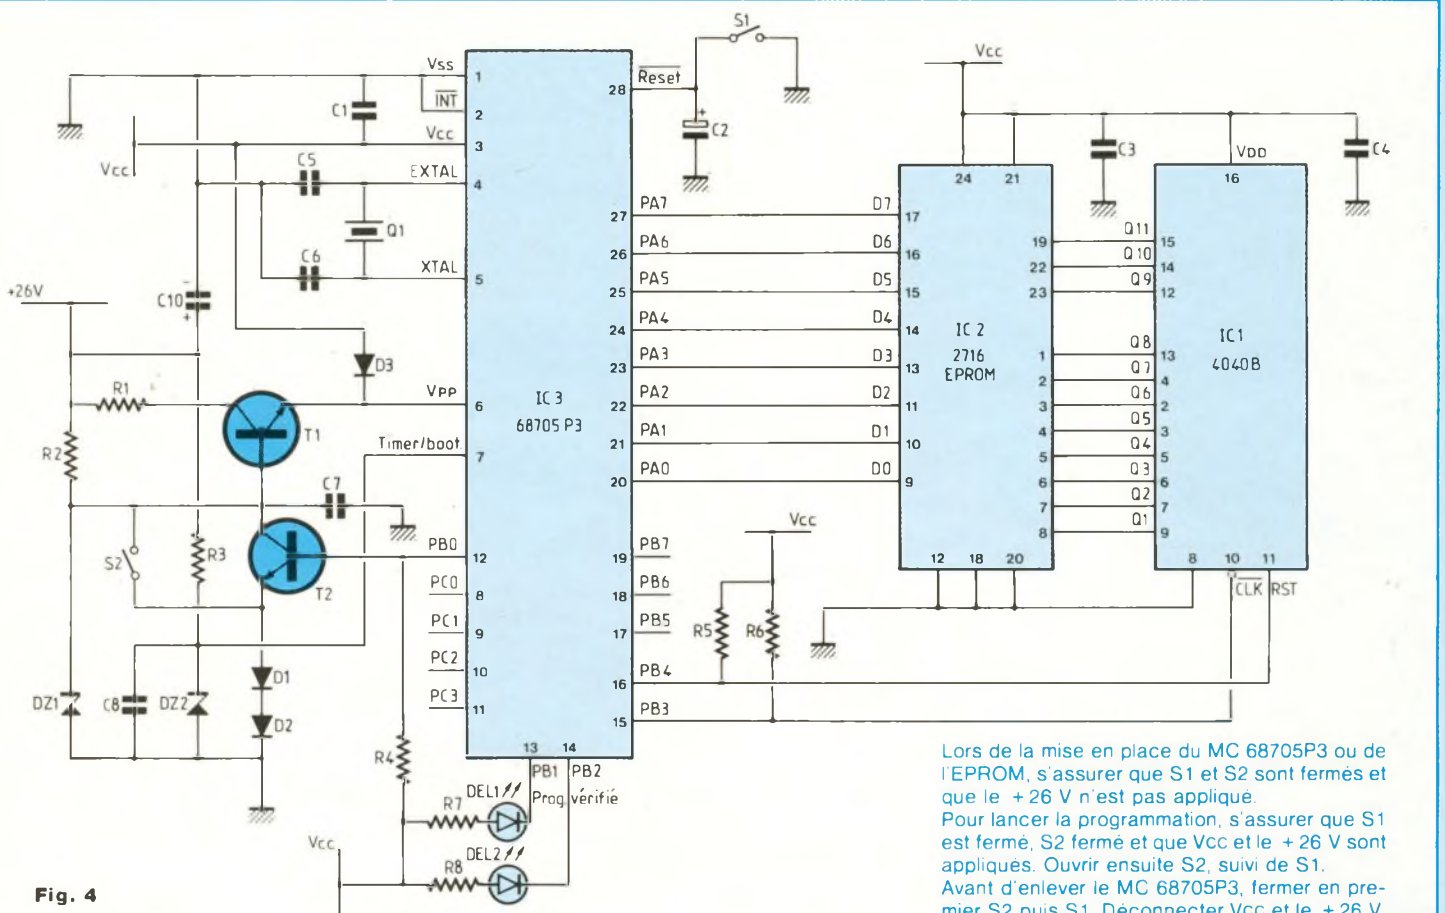 S1
Vcc
Vss
1
INT
2
C1
Vcc
3
Vcc
C5
EXTAL
4
Q1
C6
XTAL
5
+26V
C10
-
+
D3
R1
VPP
6
T1
R2
Timer/boot.
7
C7
S2
R3
PB0
12
T2
PC0
8
PC1
9
PC2
10
PC3
11
DZ1
C8
DZ2
D1
D2
R4
IC 3
68705 P3
Reset
28
+
C2
27
PA7
D7
17
26
PA6
D6
16
25
PA5
D5
15
24
PA4
D4
14
23
PA3
D3
13
22
PA2
D2
11
21
PA1
D1
10
20
PA0
D0
9
Vcc
19
PB7
18
PB6
17
PB5
R5
R6
16
PB4
15
PB3
13
14
PB1
PB2
DEL1
Prog.
vérifié
R7
DEL2
R8
Vcc
24
21
IC 2
2716
EPROM
C3
VDD
16
C4
19
Q11
15
22
Q10
14
23
Q9
12
IC1
4040B
1
Q8
13
2
Q7
4
3
Q6
2
4
Q5
3
5
Q4
5
6
Q3
6
7
Q2
7
8
Q1
9
12
18
20
8
10
11
CLK
RST
Lors de la mise en place du MC 68705P3 ou de
l'EPROM, s'assurer que S1 et S2 sont fermés et
que le + 26 V n'est pas appliqué.
Pour lancer la programmation, s'assurer que S1
est fermé, S2 fermé et que Vcc et le + 26 V sont
appliqués. Ouvrir ensuite S2, suivi de S1.
Avant d'enlever le MC 68705P3, fermer en pre-
mier S2 puis S1. Déconnecter Vcc et le + 26 V.
Fig. 4